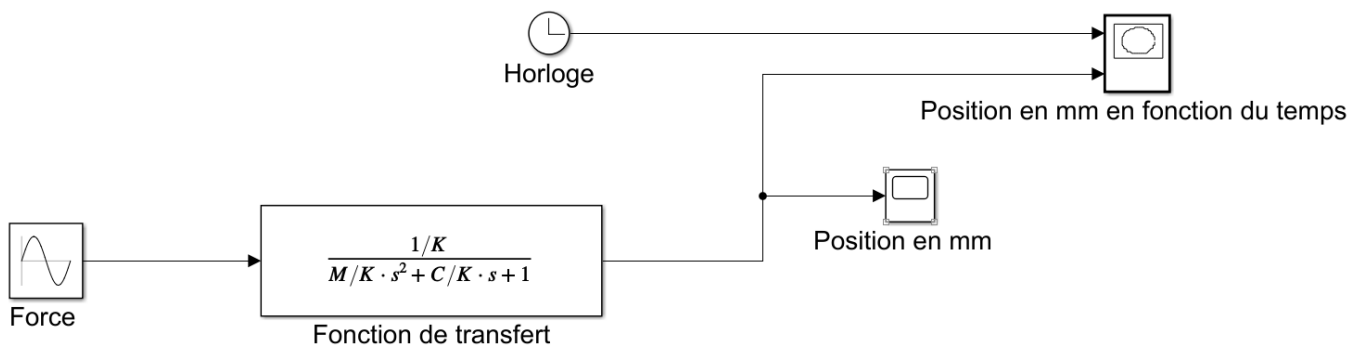 Horloge
Position en mm en fonction du temps
Position en mm
1/K
M/K · s² + C/K · s + 1
Force
Fonction de transfert